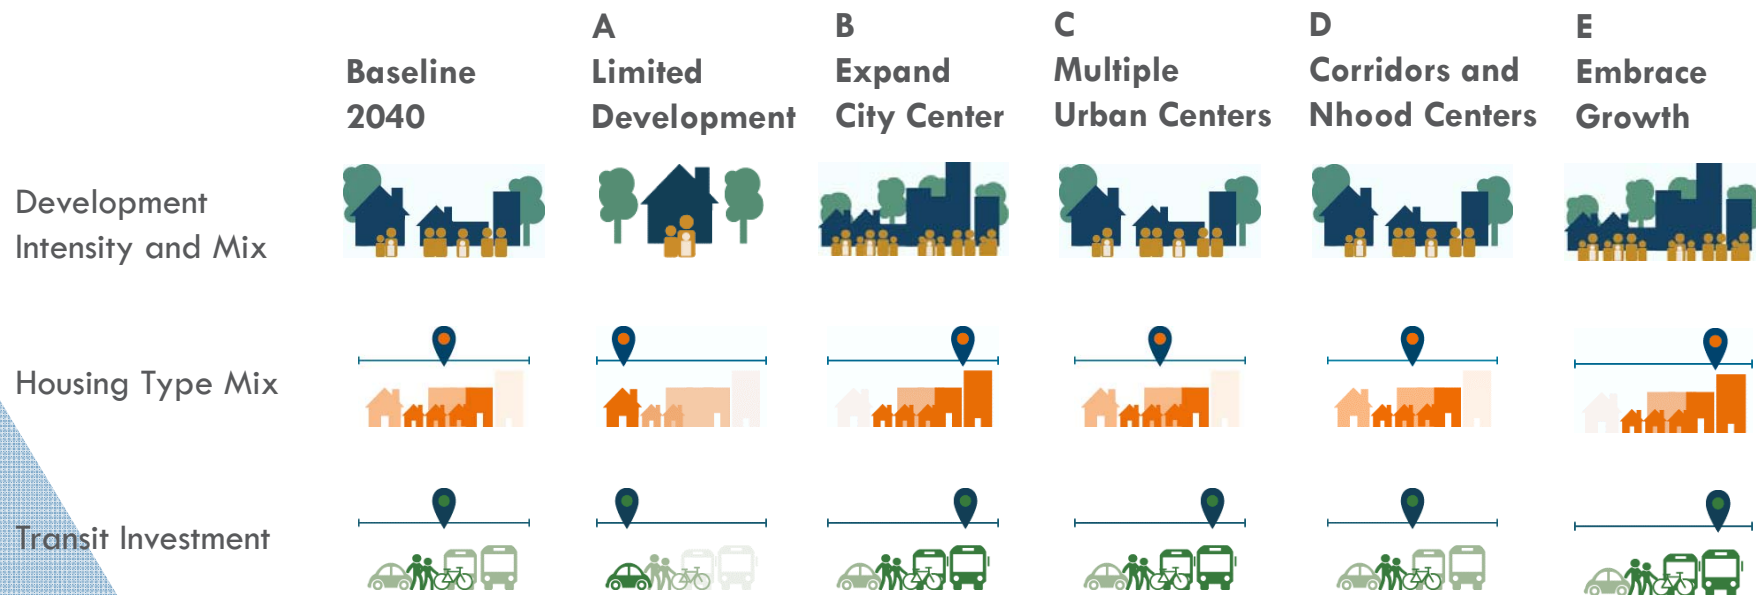 Baseline
2040
A
Limited
Development
B
Expand
City Center
C
Multiple
Urban Centers
D
Corridors and
Nhood Centers
E
Embrace
Growth
Development
Intensity and Mix
Housing Type Mix
Transit Investment